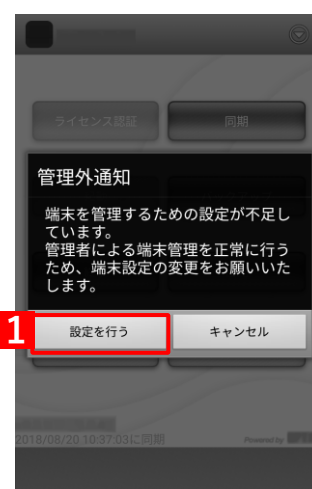 ライセンス認証
同期
管理外通知
端末を管理するための設定が不足し
ています。
管理者による端末管理を正常に行う
ため、端末設定の変更をお願いいた
します。
1
設定を行う
キャンセル
2018/08/20 10:37:03に同期
Powered by